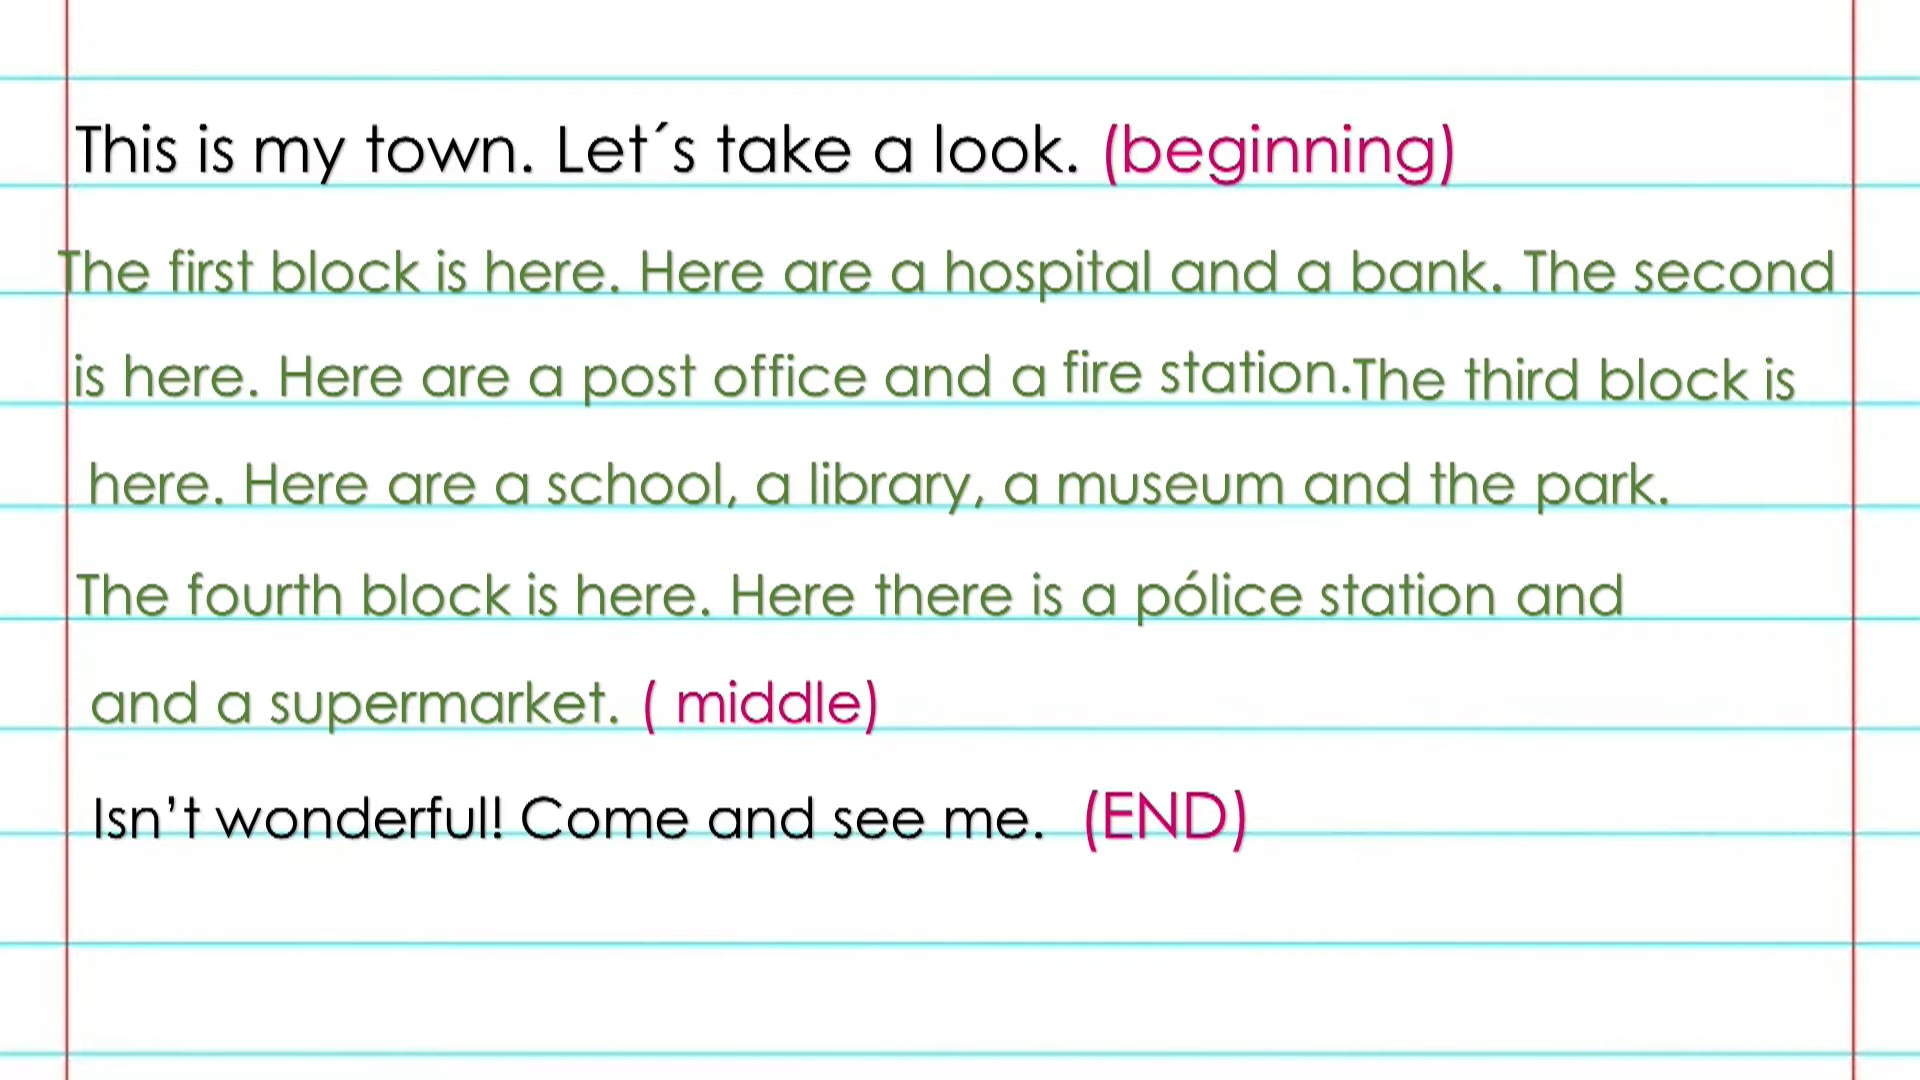 This is my town. Let´s take a look. (beginning)
The first block is here. Here are a hospital and a bank. The second
is here. Here are a post office and a fire station.The third block is
here. Here are a school, a library, a museum and the park.
The fourth block is here. Here there is a pólice station and
and a supermarket. ( middle)
Isn’t wonderful! Come and see me. (END)